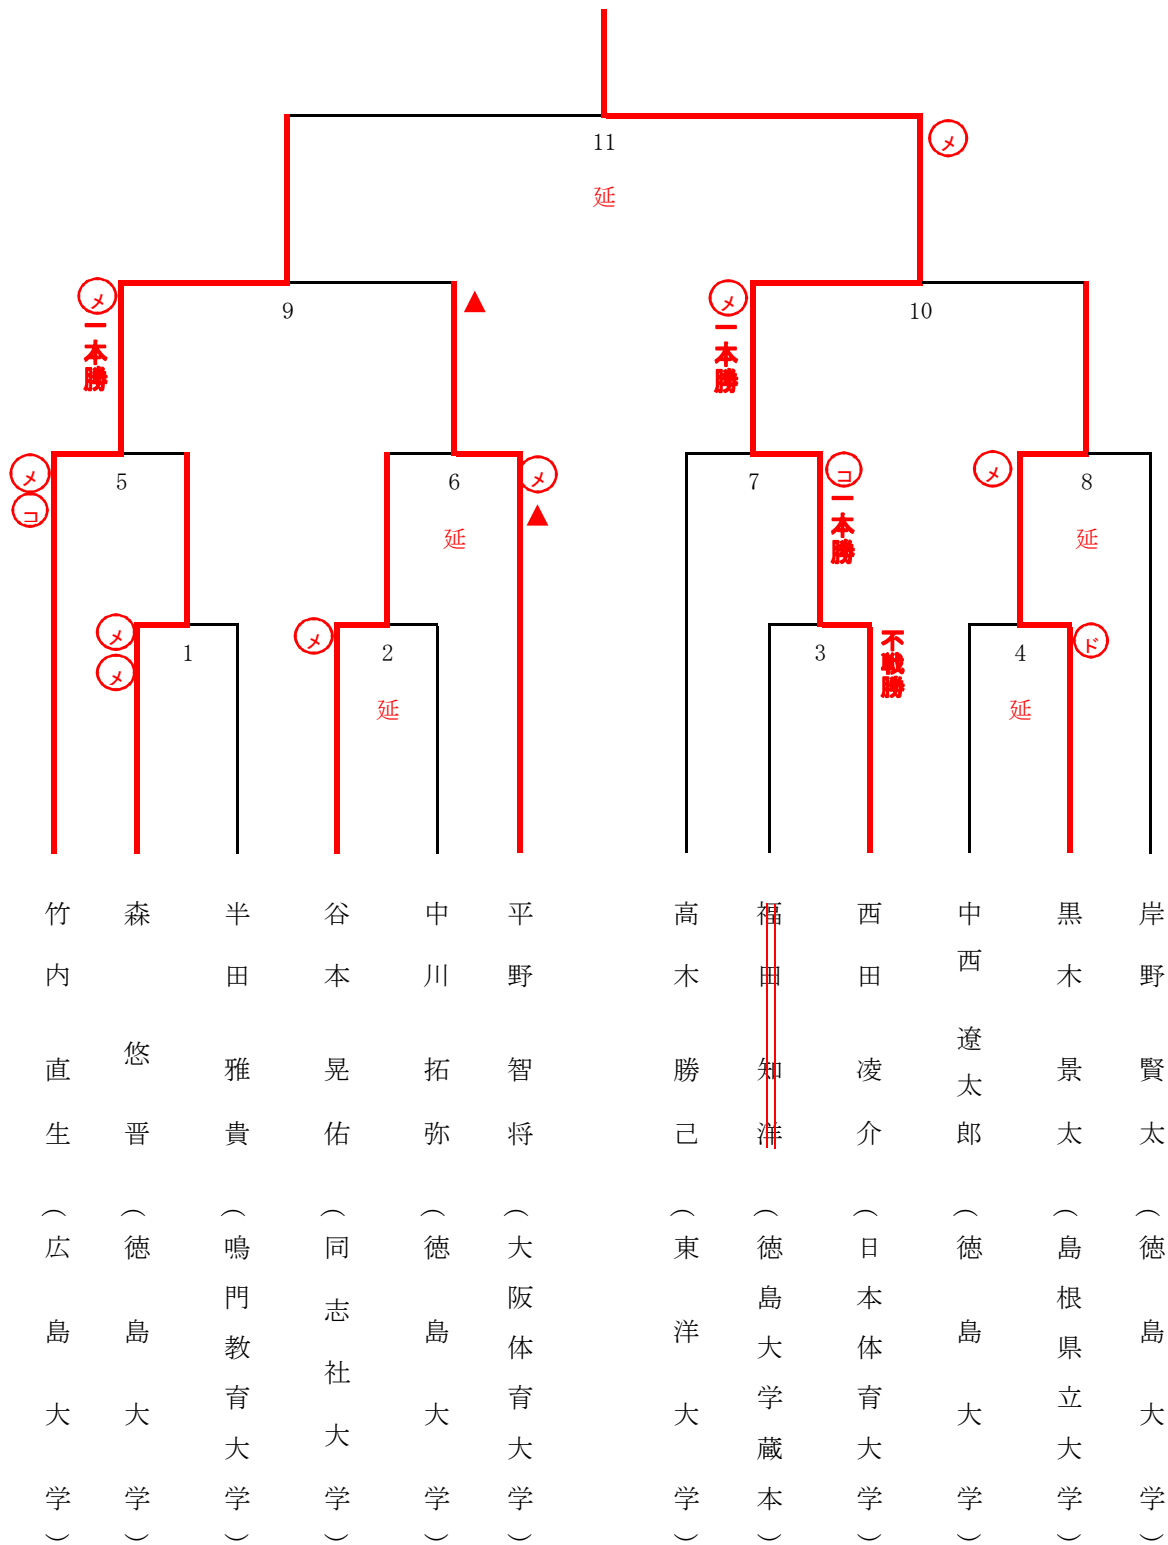 11
メ
延
メ
一本勝
9
▲
メ
一本勝
10
メ
コ
5
6
メ
▲
延
7
コ
一本勝
メ
8
延
メ
メ
1
メ
2
延
3
不戦勝
4
ド
延
竹内 直生 (広島大学)
森 悠晋 (徳島大学)
半田 雅貴 (鳴門教育大学)
谷本 晃佑 (同志社大学)
中川 拓弥 (徳島大学)
平野 智将 (大阪体育大学)
高木 勝己 (東洋大学)
福田 知洋 (徳島大学蔵本)
西田 凌介 (日本体育大学)
中西 遼太郎 (徳島大学)
黒木 景太 (島根県立大学)
岸野 賢太 (徳島大学)